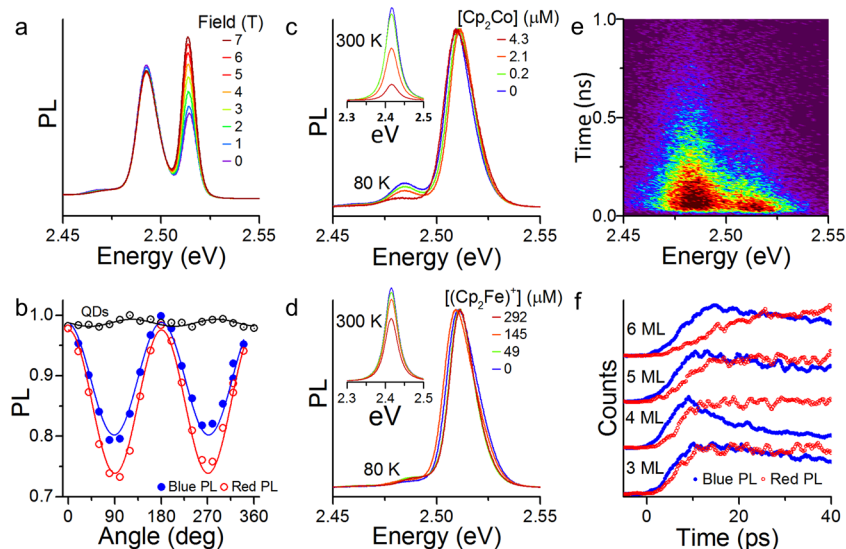 a
Field (T)
7
6
5
4
3
2
1
0
PL
2.45
2.50
2.55
Energy (eV)
b
1.0
0.9
0.8
0.7
PL
QDs
Blue PL
Red PL
0
90
180
270
360
Angle (deg)
c
[Cp2Co] (μM)
4.3
2.1
0.2
0
300 K
2.3
2.4
2.5
eV
80 K
PL
2.45
2.50
2.55
Energy (eV)
d
[(Cp2Fe)+] (μM)
292
145
49
0
300 K
2.3
2.4
2.5
eV
80 K
PL
2.45
2.50
2.55
Energy (eV)
e
1.0
0.5
0.0
Time (ns)
2.45
2.50
2.55
Energy (eV)
f
6 ML
5 ML
4 ML
3 ML
Counts
Blue PL
Red PL
0
20
40
Time (ps)